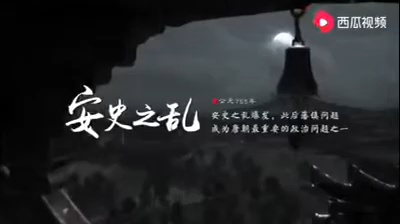 西瓜视频
安史之乱
公元755年
安史之乱爆发，此后藩镇问题
成为唐朝最重要的政治问题之一